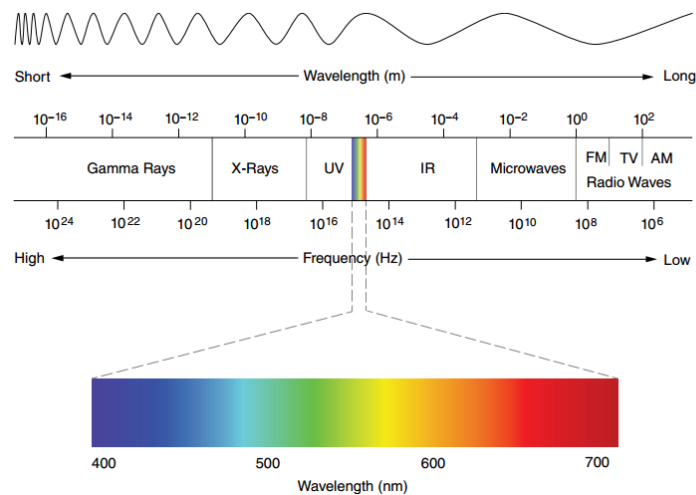 Short Wavelength (m) Long
10⁻¹⁶ 10⁻¹⁴ 10⁻¹² 10⁻¹⁰ 10⁻⁸ 10⁻⁶ 10⁻⁴ 10⁻² 10⁰ 10²
Gamma Rays X-Rays UV IR Microwaves FM TV AM
Radio Waves
10²⁴ 10²² 10²⁰ 10¹⁸ 10¹⁶ 10¹⁴ 10¹² 10¹⁰ 10⁸ 10⁶
High Frequency (Hz) Low
400 500 600 700
Wavelength (nm)